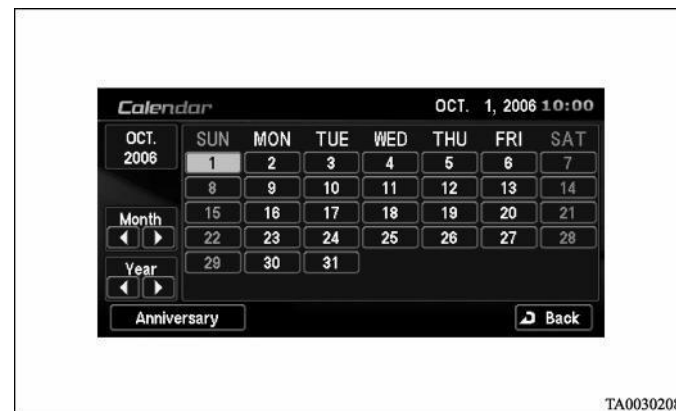 Calendar OCT. 1, 2006 10:00
OCT. 2006
SUN MON TUE WED THU FRI SAT
1 2 3 4 5 6 7
8 9 10 11 12 13 14
Month
15 16 17 18 19 20 21
22 23 24 25 26 27 28
Year
29 30 31
Anniversary Back
TA0030208